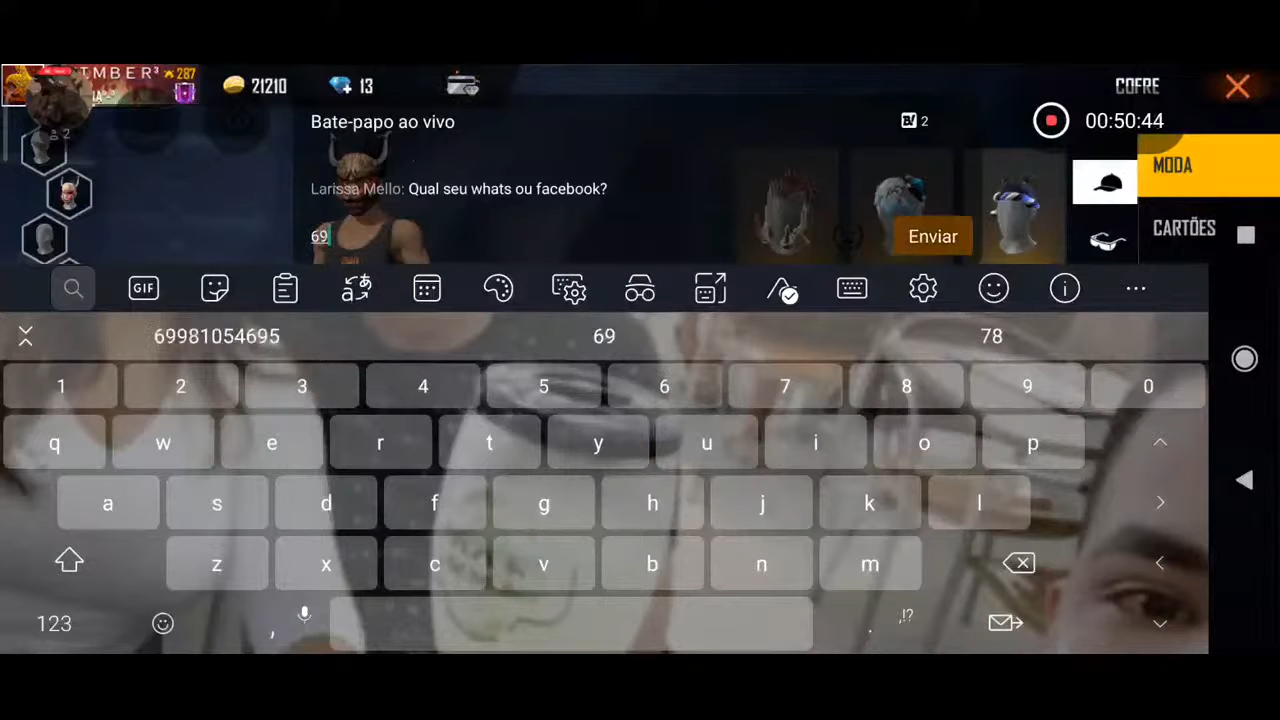 T.M B E R³ 287
21210
13
COFRE
Bate-papo ao vivo
2
00:50:44
MODA
2
Larissa Mello: Qual seu whats ou facebook?
CARTÕES
69
Enviar
GIF
69981054695 69 78
1 2 3 4 5 6 7 8 9 0
q w e r t y u i o p
a s d f g h j k l
z x c v b n m
123 , . ,!?